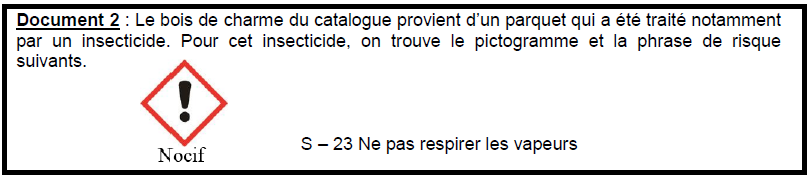 Document 2 : Le bois de charme du catalogue provient d’un parquet qui a été traité notamment
par un insecticide. Pour cet insecticide, on trouve le pictogramme et la phrase de risque
suivants.
!
Nocif
S – 23 Ne pas respirer les vapeurs